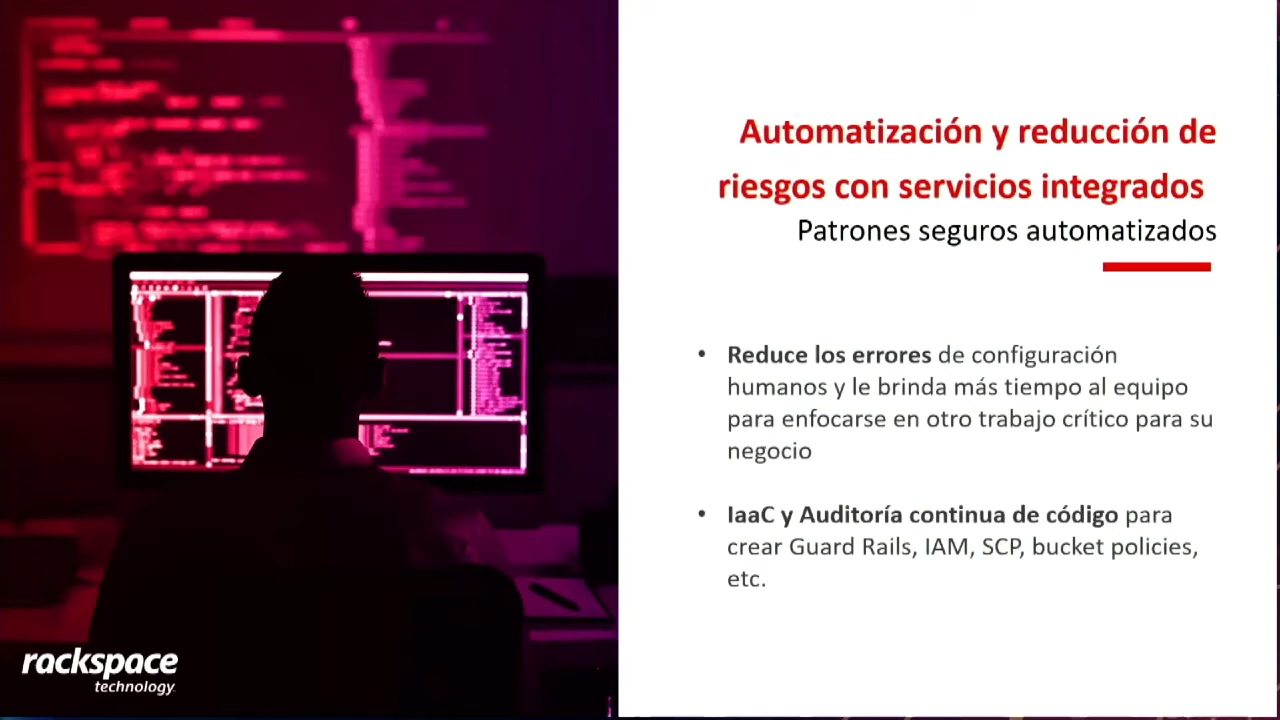 Automatización y reducción de
riesgos con servicios integrados
Patrones seguros automatizados
• Reduce los errores de configuración
humanos y le brinda más tiempo al equipo
para enfocarse en otro trabajo crítico para su
negocio
• IaaC y Auditoría continua de código para
crear Guard Rails, IAM, SCP, bucket policies,
etc.
rackspace
technology